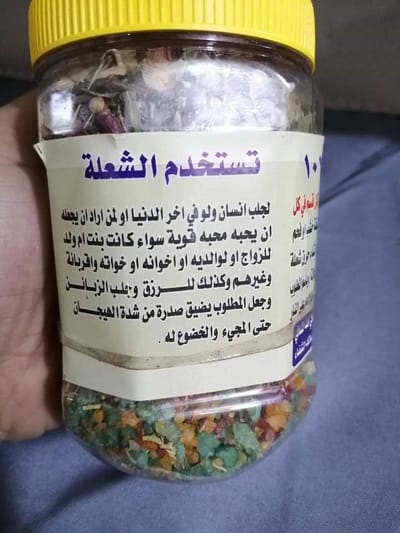 تستخدم الشعلة
لجلب انسان ولو في اخر الدنيا او لمن اراد ان يجعله
ان يحبه محبه قوية سواء كانت بنت ام ولد
للزواج او لوالديه او اخوانه او خواته واقربائة
وغيرهم وكذلك للرزق وجلب الزبائن
وجعل المطلوب يضيق صدرة من شدة الهيجان
حتى المجيء والخضوع له .